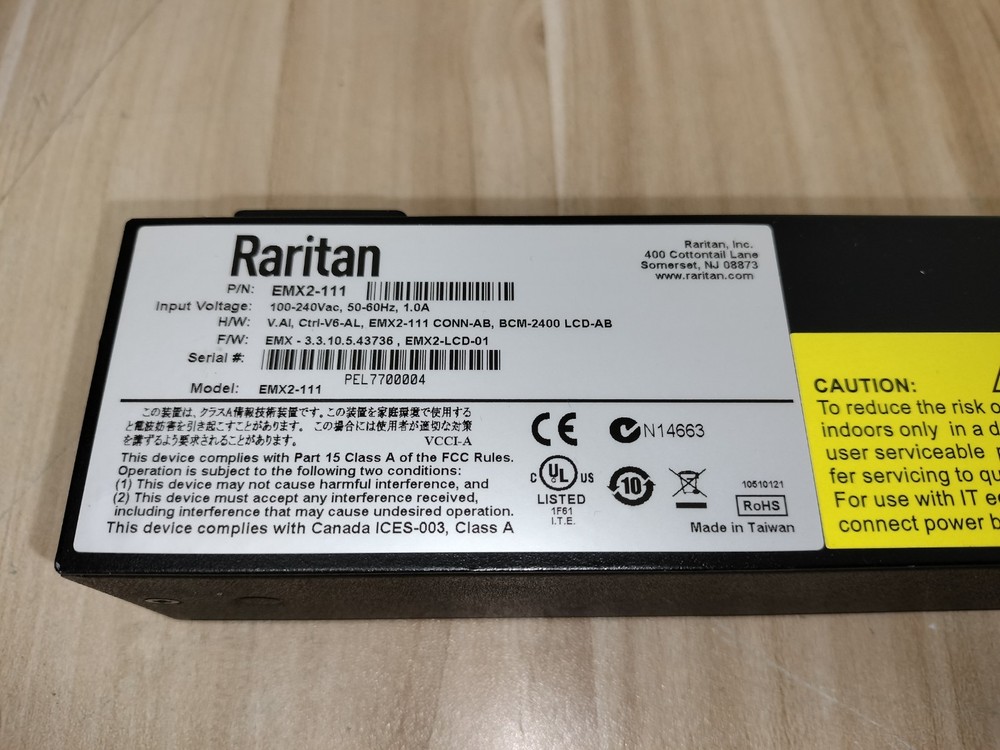 Raritan
Raritan, Inc.
400 Cottontail Lane
Somerset, NJ 08873
www.raritan.com
P/N: EMX2-111
Input Voltage: 100-240Vac, 50-60Hz, 1.0A
H/W: V.AI, Ctrl-V6-AL, EMX2-111 CONN-AB, BCM-2400 LCD-AB
F/W: EMX - 3.3.10.5.43736 , EMX2-LCD-01
Serial #:
PEL7700004
Model: EMX2-111
この装置は、クラスA情報技術装置です。この装置を家庭環境で使用する
と電波妨害を引き起こすことがあります。 この場合には使用者が適切な対策
を講ずるよう要求されることがあります。 VCCI-A
This device complies with Part 15 Class A of the FCC Rules.
Operation is subject to the following two conditions:
(1) This device may not cause harmful interference, and
(2) This device must accept any interference received,
including interference that may cause undesired operation.
This device complies with Canada ICES-003, Class A
CE
N14663
C UL US
LISTED
1F61
I.T.E.
10
10510121
RoHS
Made in Taiwan
CAUTION:
To reduce the risk o
indoors only in a d
user serviceable p
fer servicing to qu
For use with IT e
connect power b